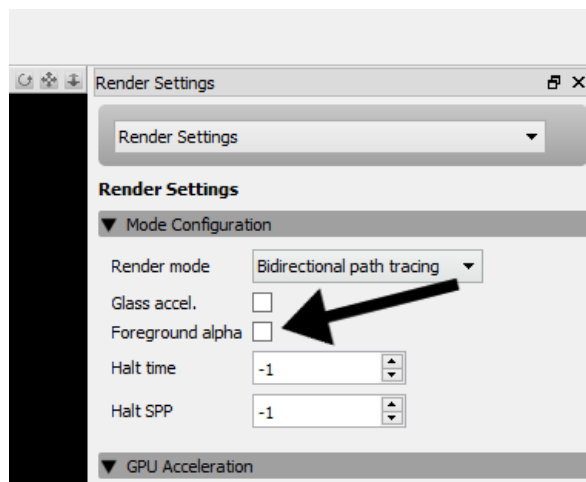 Render Settings
Render Settings
Render Settings
Mode Configuration
Render mode Bidirectional path tracing
Glass accel.
Foreground alpha
Halt time -1
Halt SPP -1
GPU Acceleration